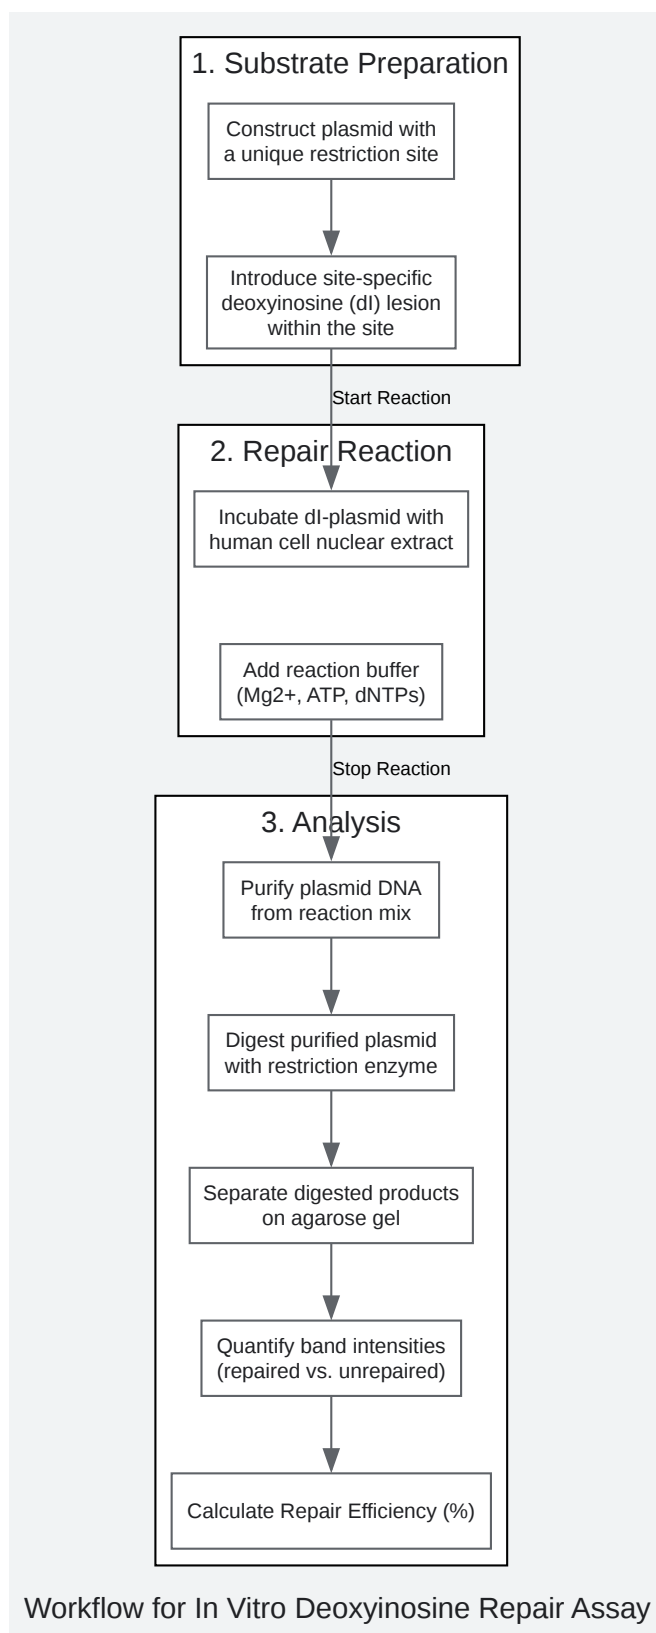 1. Substrate Preparation
Construct plasmid with
a unique restriction site
Introduce site-specific
deoxyinosine (dI) lesion
within the site
Start Reaction
2. Repair Reaction
Incubate dI-plasmid with
human cell nuclear extract
Add reaction buffer
(Mg2+, ATP, dNTPs)
Stop Reaction
3. Analysis
Purify plasmid DNA
from reaction mix
Digest purified plasmid
with restriction enzyme
Separate digested products
on agarose gel
Quantify band intensities
(repaired vs. unrepaired)
Calculate Repair Efficiency (%)
Workflow for In Vitro Deoxyinosine Repair Assay